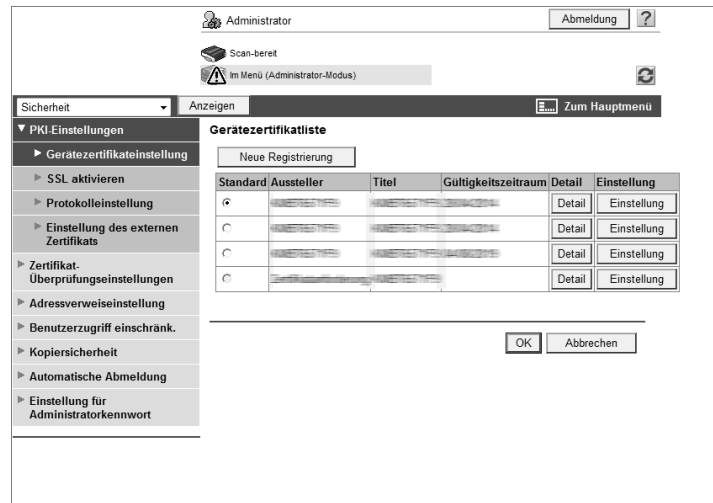 Administrator
Abmeldung ?
Scan-bereit
Im Menü (Administrator-Modus)
Sicherheit Anzeigen Zum Hauptmenü
PKI-Einstellungen
Gerätezertifikateinstellung
SSL aktivieren
Protokolleinstellung
Einstellung des externen
Zertifikats
Zertifikat-
Überprüfungseinstellungen
Adressverweiseinstellung
Benutzerzugriff einschränk.
Kopiersicherheit
Automatische Abmeldung
Einstellung für
Administratorkennwort
Gerätezertifikatliste
Neue Registrierung
Standard Aussteller Titel Gültigkeitszeitraum Detail Einstellung
Detail Einstellung
Detail Einstellung
Detail Einstellung
Detail Einstellung
OK Abbrechen